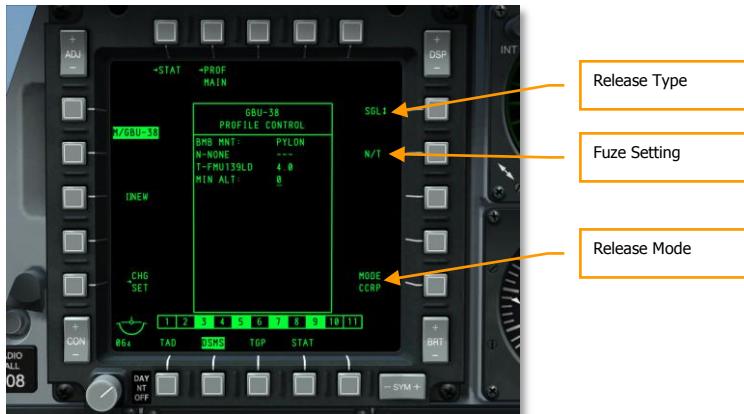 ADJ
DSP
INT
→STAT →PROF
MAIN
GBU-38
PROFILE CONTROL
SGL↕
Release Type
M/GBU-38
BMB MNT: PYLON
N-NONE ---
N/T
Fuze Setting
T-FMU139LD 4.0
MIN ALT: 0
NEW
CHG
SET
MODE
CCRP
Release Mode
1 2 3 4 5 6 7 8 9 10 11
CON
BRT
TAD DSMS TGP STAT
ALL
08
DAY
NT
OFF
- SYM +